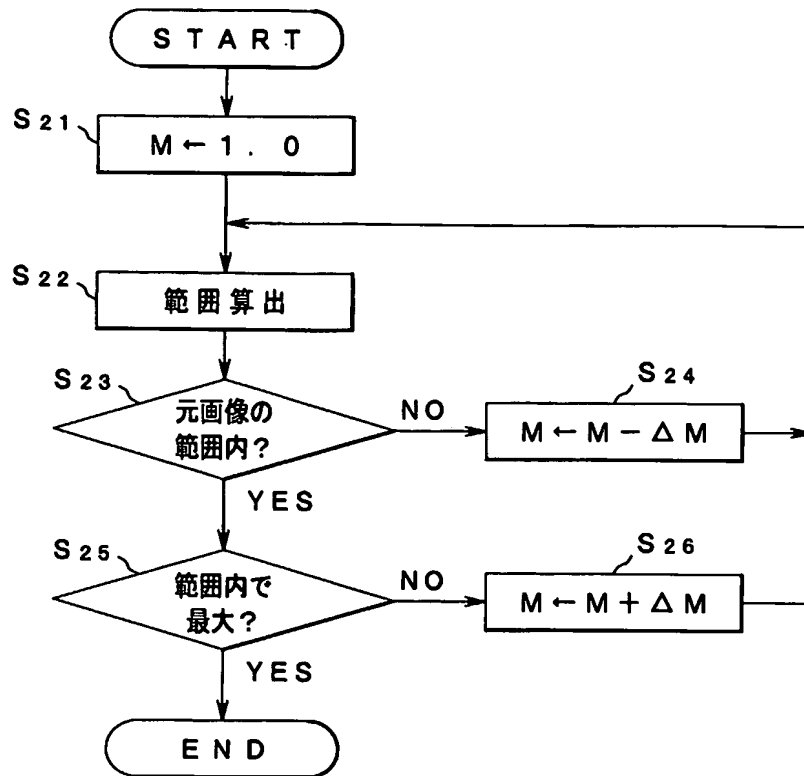 START
S21
M←1.0
S22
範囲算出
S23
元画像の
範囲内?
NO
S24
M←M-ΔM
YES
S25
範囲内で
最大?
NO
S26
M←M+ΔM
YES
END